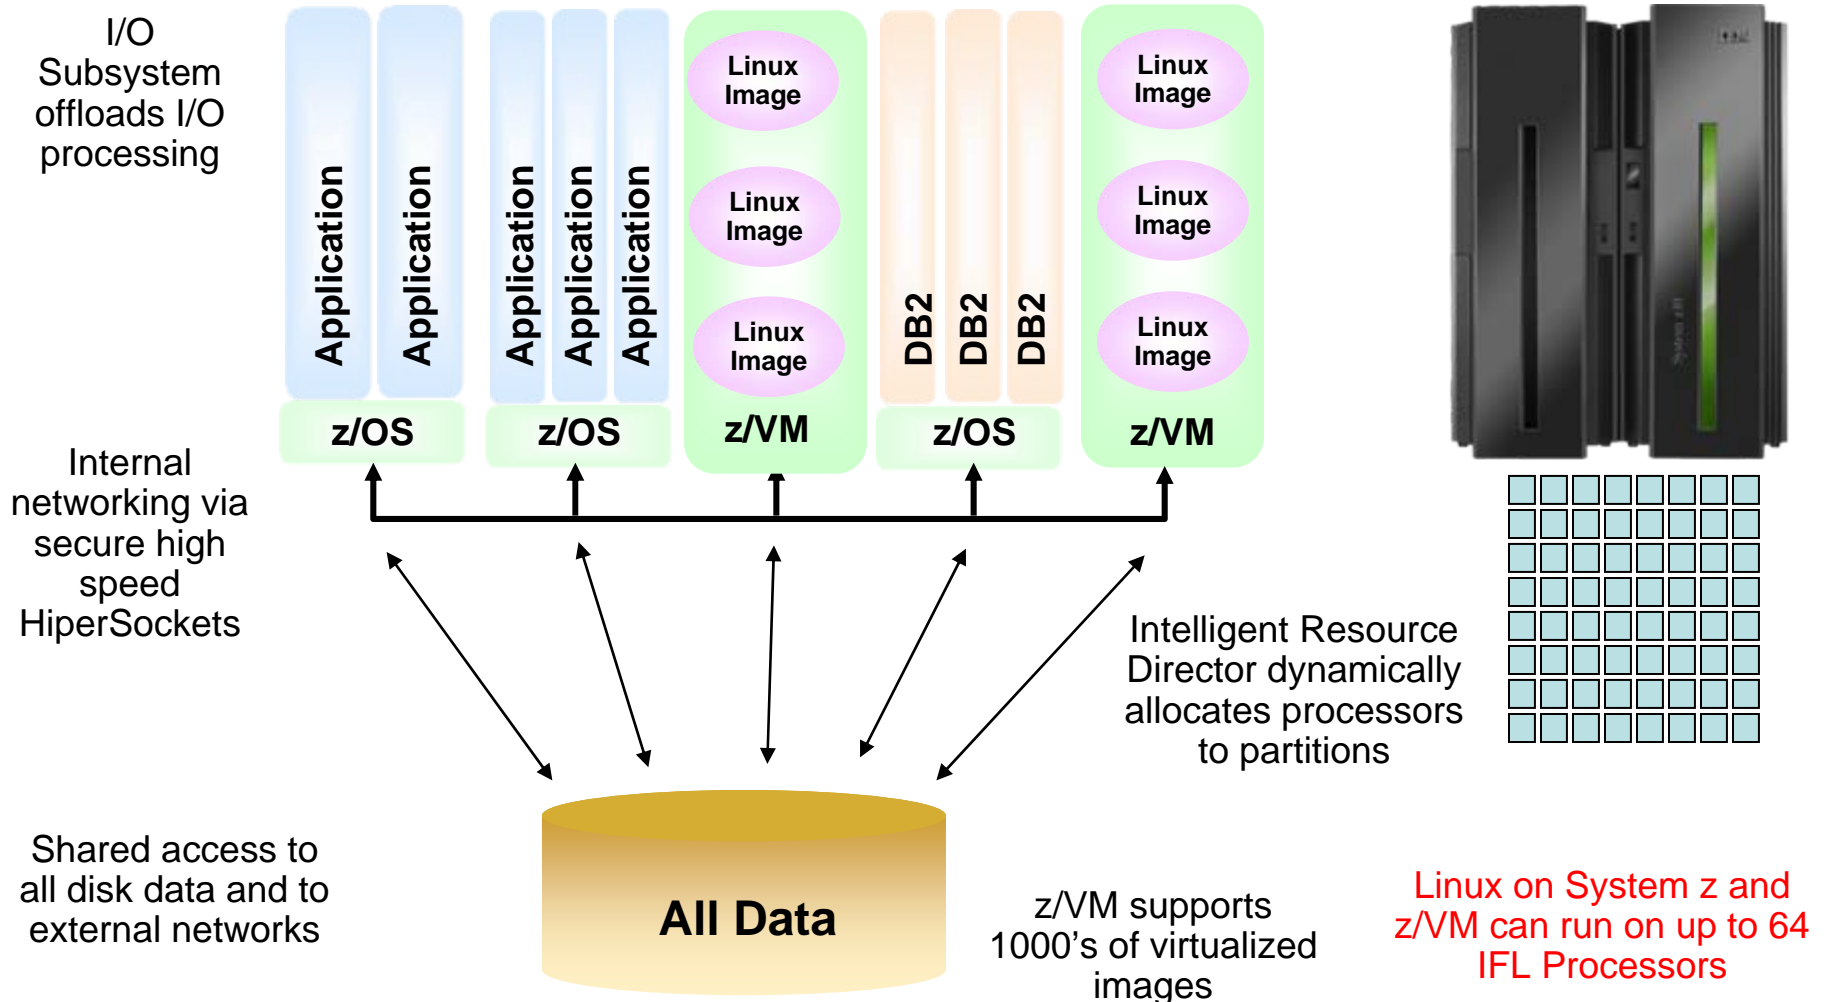 I/O
Subsystem
offloads I/O
processing
Application
Application
z/OS
Application
Application
Application
z/OS
Linux
Image
Linux
Image
Linux
Image
z/VM
DB2
DB2
DB2
z/OS
Linux
Image
Linux
Image
Linux
Image
z/VM
Internal
networking via
secure high
speed
HiperSockets
Intelligent Resource
Director dynamically
allocates processors
to partitions
Shared access to
all disk data and to
external networks
All Data
z/VM supports
1000's of virtualized
images
Linux on System z and
z/VM can run on up to 64
IFL Processors